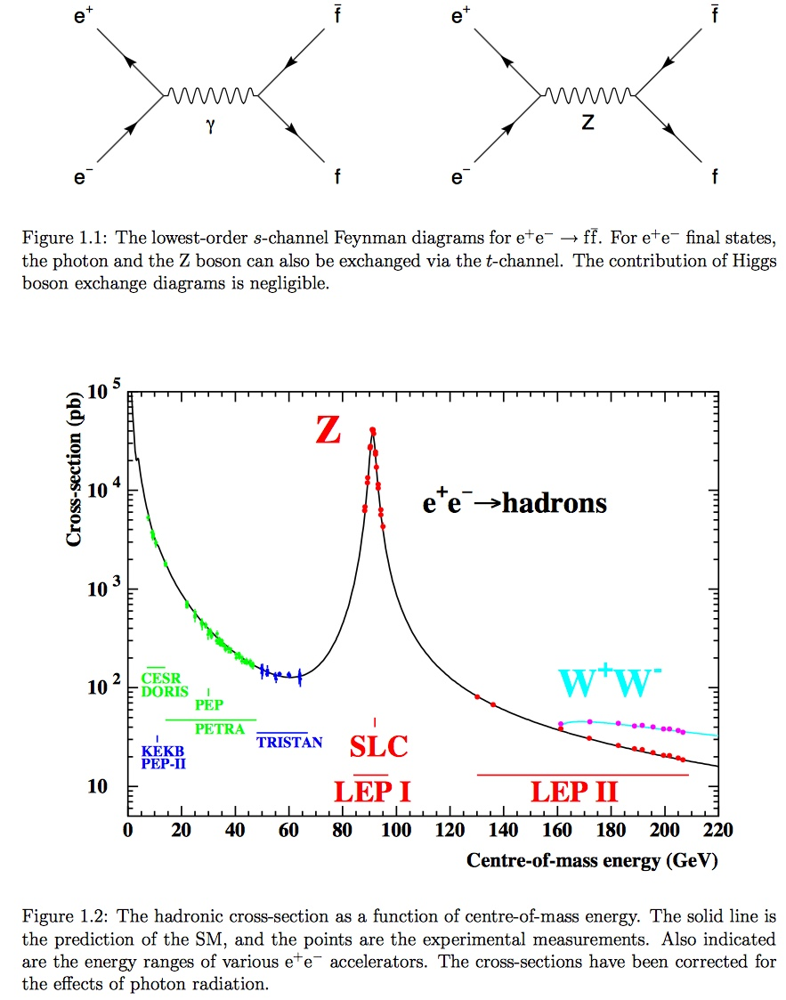 e⁺ f̄ e⁺ f̄
γ Z
e⁻ f e⁻ f
Figure 1.1: The lowest-order s-channel Feynman diagrams for e⁺e⁻ → ff̄. For e⁺e⁻ final states,
the photon and the Z boson can also be exchanged via the t-channel. The contribution of Higgs
boson exchange diagrams is negligible.
Cross-section (pb)
10⁵
10⁴
10³
10²
10
Z
e⁺e⁻→hadrons
W⁺W⁻
CESR
DORIS
PEP
PETRA
KEKB
PEP-II
TRISTAN
SLC
LEP I
LEP II
0 20 40 60 80 100 120 140 160 180 200 220
Centre-of-mass energy (GeV)
Figure 1.2: The hadronic cross-section as a function of centre-of-mass energy. The solid line is
the prediction of the SM, and the points are the experimental measurements. Also indicated
are the energy ranges of various e⁺e⁻ accelerators. The cross-sections have been corrected for
the effects of photon radiation.